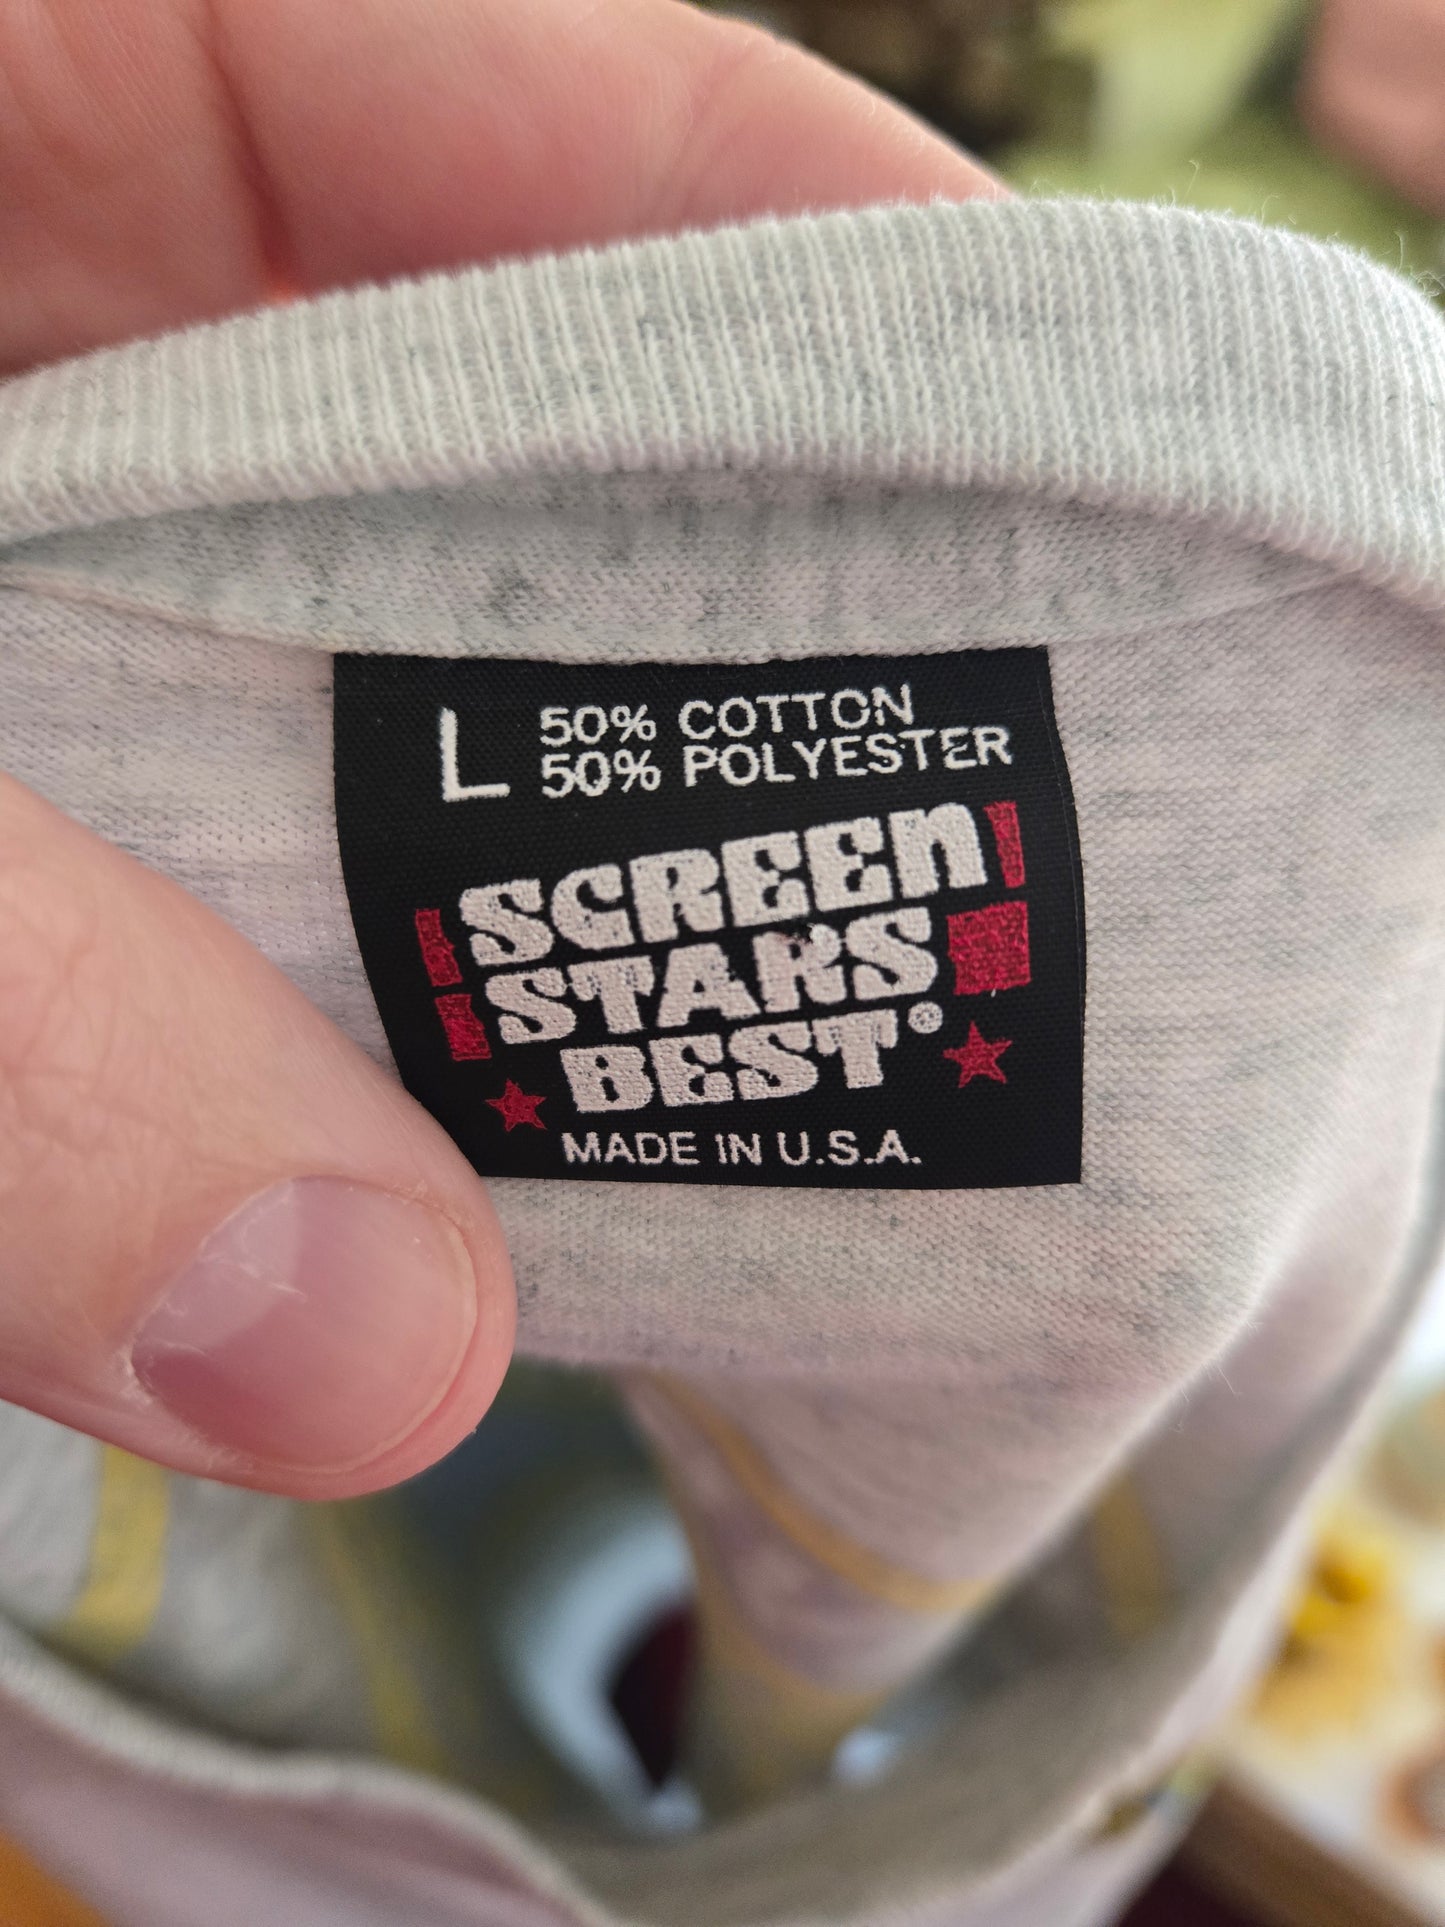 L 50% COTTON
50% POLYESTER
SCREEN
STARS
BEST®
MADE IN U.S.A.